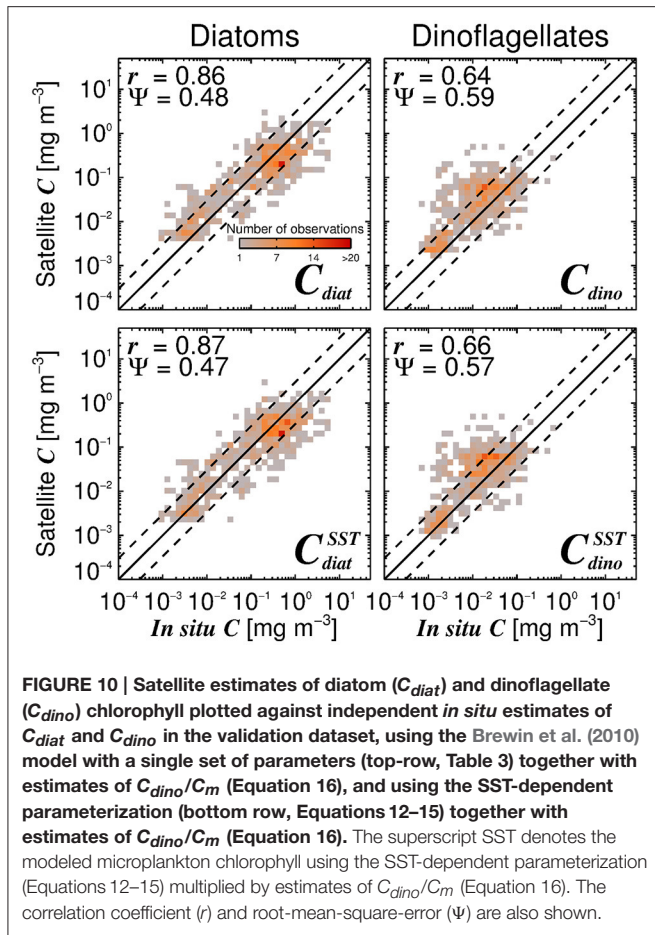 Diatoms
Dinoflagellates
Satellite C [mg m⁻³]
10¹
10⁰
10⁻¹
10⁻²
10⁻³
10⁻⁴
r = 0.86
Ψ = 0.48
Number of observations
1 7 14 >20
C_diat
r = 0.64
Ψ = 0.59
C_dino
Satellite C [mg m⁻³]
10¹
10⁰
10⁻¹
10⁻²
10⁻³
10⁻⁴
r = 0.87
Ψ = 0.47
C_diat^SST
r = 0.66
Ψ = 0.57
C_dino^SST
10⁻⁴ 10⁻³ 10⁻² 10⁻¹ 10⁰ 10¹
10⁻⁴ 10⁻³ 10⁻² 10⁻¹ 10⁰ 10¹
In situ C [mg m⁻³]
In situ C [mg m⁻³]
FIGURE 10 | Satellite estimates of diatom (C_diat) and dinoflagellate
(C_dino) chlorophyll plotted against independent in situ estimates of
C_diat and C_dino in the validation dataset, using the Brewin et al. (2010)
model with a single set of parameters (top-row, Table 3) together with
estimates of C_dino/C_m (Equation 16), and using the SST-dependent
parameterization (bottom row, Equations 12–15) together with
estimates of C_dino/C_m (Equation 16). The superscript SST denotes the
modeled microplankton chlorophyll using the SST-dependent parameterization
(Equations 12–15) multiplied by estimates of C_dino/C_m (Equation 16). The
correlation coefficient (r) and root-mean-square-error (Ψ) are also shown.